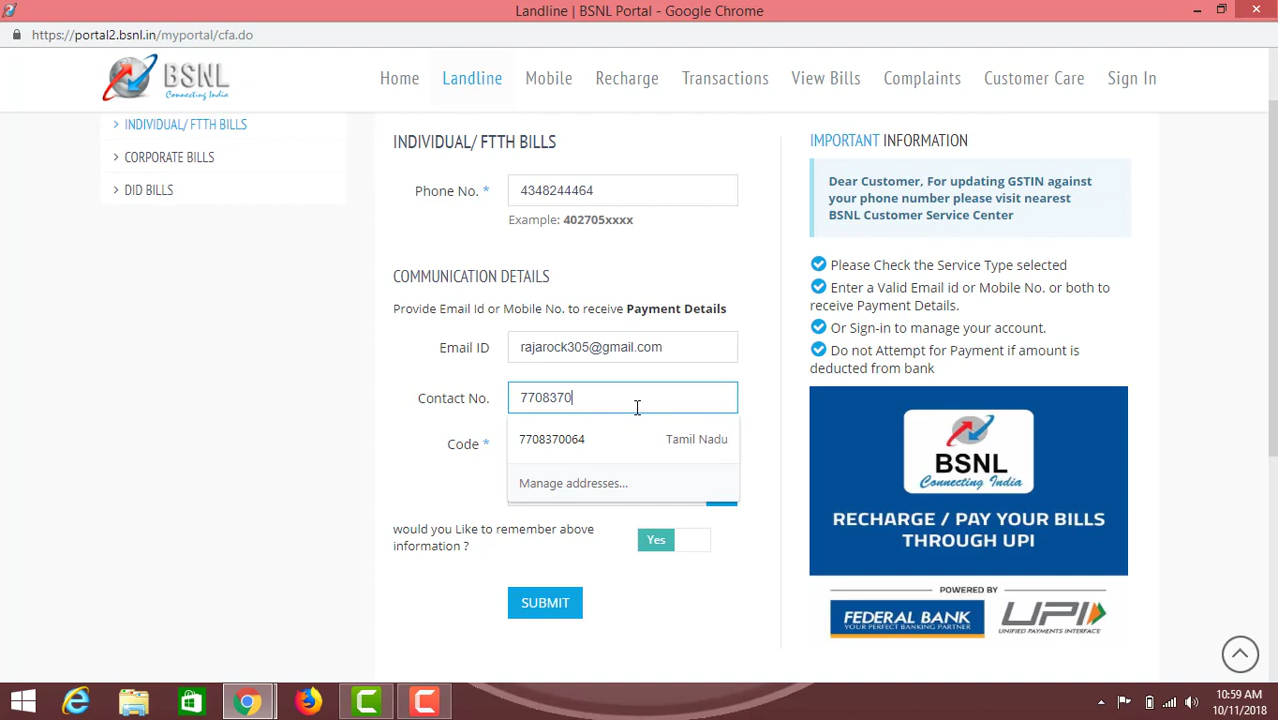 Landline | BSNL Portal - Google Chrome
https://portal2.bsnl.in/myportal/cfa.do
BSNL
Connecting India
Home Landline Mobile Recharge Transactions View Bills Complaints Customer Care Sign In
INDIVIDUAL/ FTTH BILLS
CORPORATE BILLS
DID BILLS
INDIVIDUAL/ FTTH BILLS
Phone No. * 4348244464
Example: 402705xxxx
COMMUNICATION DETAILS
Provide Email Id or Mobile No. to receive Payment Details
Email ID rajarock305@gmail.com
Contact No. 7708370
7708370064 Tamil Nadu
Code *
Manage addresses...
would you Like to remember above
information ?
Yes
SUBMIT
IMPORTANT INFORMATION
Dear Customer, For updating GSTIN against
your phone number please visit nearest
BSNL Customer Service Center
Please Check the Service Type selected
Enter a Valid Email id or Mobile No. or both to
receive Payment Details.
Or Sign-in to manage your account.
Do not Attempt for Payment if amount is
deducted from bank
BSNL
Connecting India
RECHARGE / PAY YOUR BILLS
THROUGH UPI
POWERED BY
FEDERAL BANK
YOUR PERFECT BANKING PARTNER
UPI
UNIFIED PAYMENTS INTERFACE
10:59 AM
10/11/2018